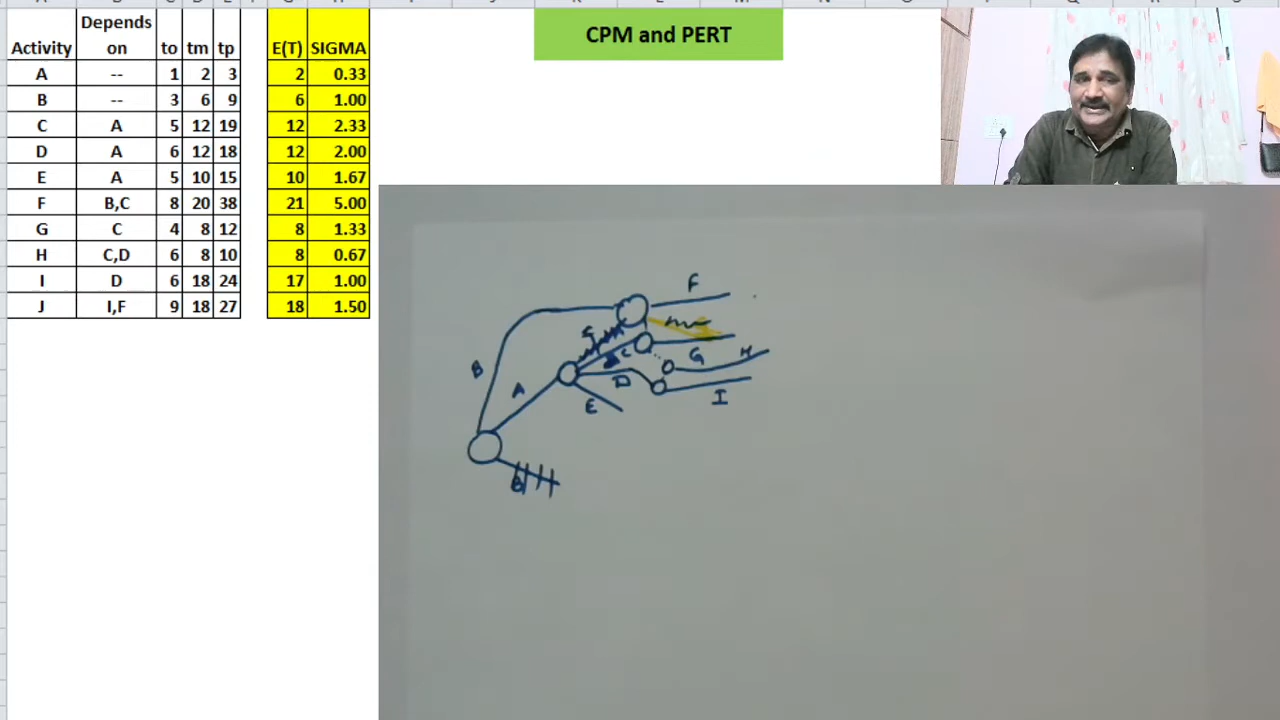 CPM and PERT
Depends
Activity on to tm tp E(T) SIGMA
A -- 1 2 3 2 0.33
B -- 3 6 9 6 1.00
C A 5 12 19 12 2.33
D A 6 12 18 12 2.00
E A 5 10 15 10 1.67
F B,C 8 20 38 21 5.00
G C 4 8 12 8 1.33
H C,D 6 8 10 8 0.67
I D 6 18 24 17 1.00
J I,F 9 18 27 18 1.50
F
C
G
H
B
A
D
E
I